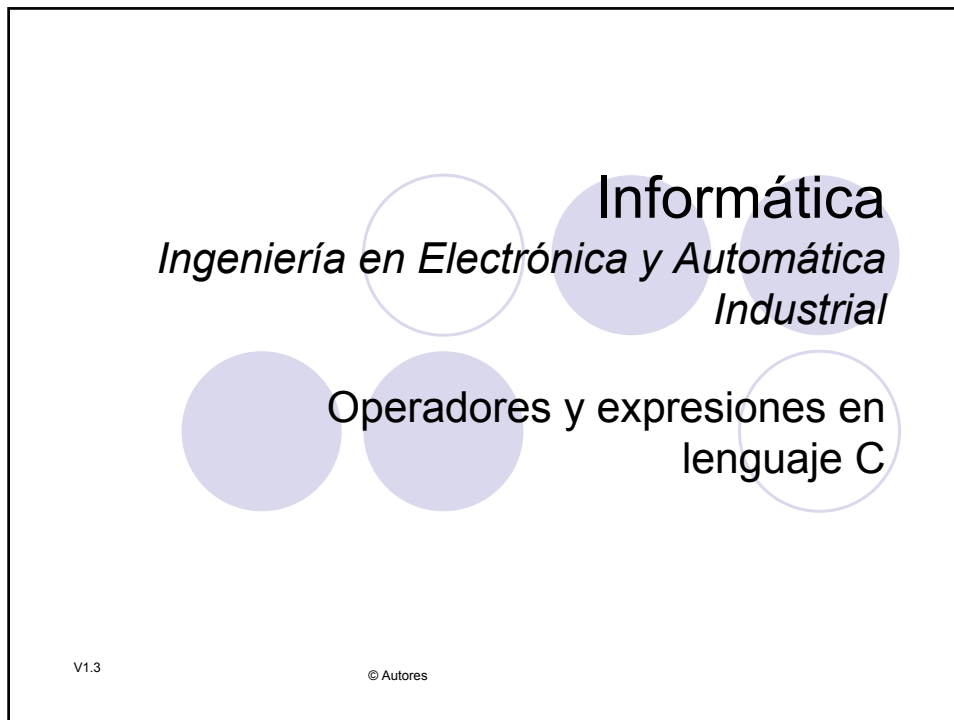 Informática
Ingeniería en Electrónica y Automática
Industrial
Operadores y expresiones en
lenguaje C
V1.3
© Autores